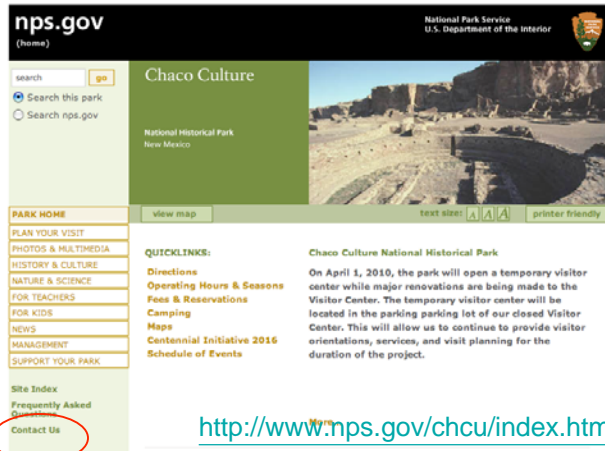 nps.gov
(home)
National Park Service
U.S. Department of the Interior
search
go
Search this park
Search nps.gov
Chaco Culture
National Historical Park
New Mexico
PARK HOME
PLAN YOUR VISIT
PHOTOS & MULTIMEDIA
HISTORY & CULTURE
NATURE & SCIENCE
FOR TEACHERS
FOR KIDS
NEWS
MANAGEMENT
SUPPORT YOUR PARK
Site Index
Frequently Asked
Questions
Contact Us
view map
text size: A A A
printer friendly
QUICKLINKS:
Directions
Operating Hours & Seasons
Fees & Reservations
Camping
Maps
Centennial Initiative 2016
Schedule of Events
Chaco Culture National Historical Park
On April 1, 2010, the park will open a temporary visitor
center while major renovations are being made to the
Visitor Center. The temporary visitor center will be
located in the parking parking lot of our closed Visitor
Center. This will allow us to continue to provide visitor
orientations, services, and visit planning for the
duration of the project.
More
http://www.nps.gov/chcu/index.htm